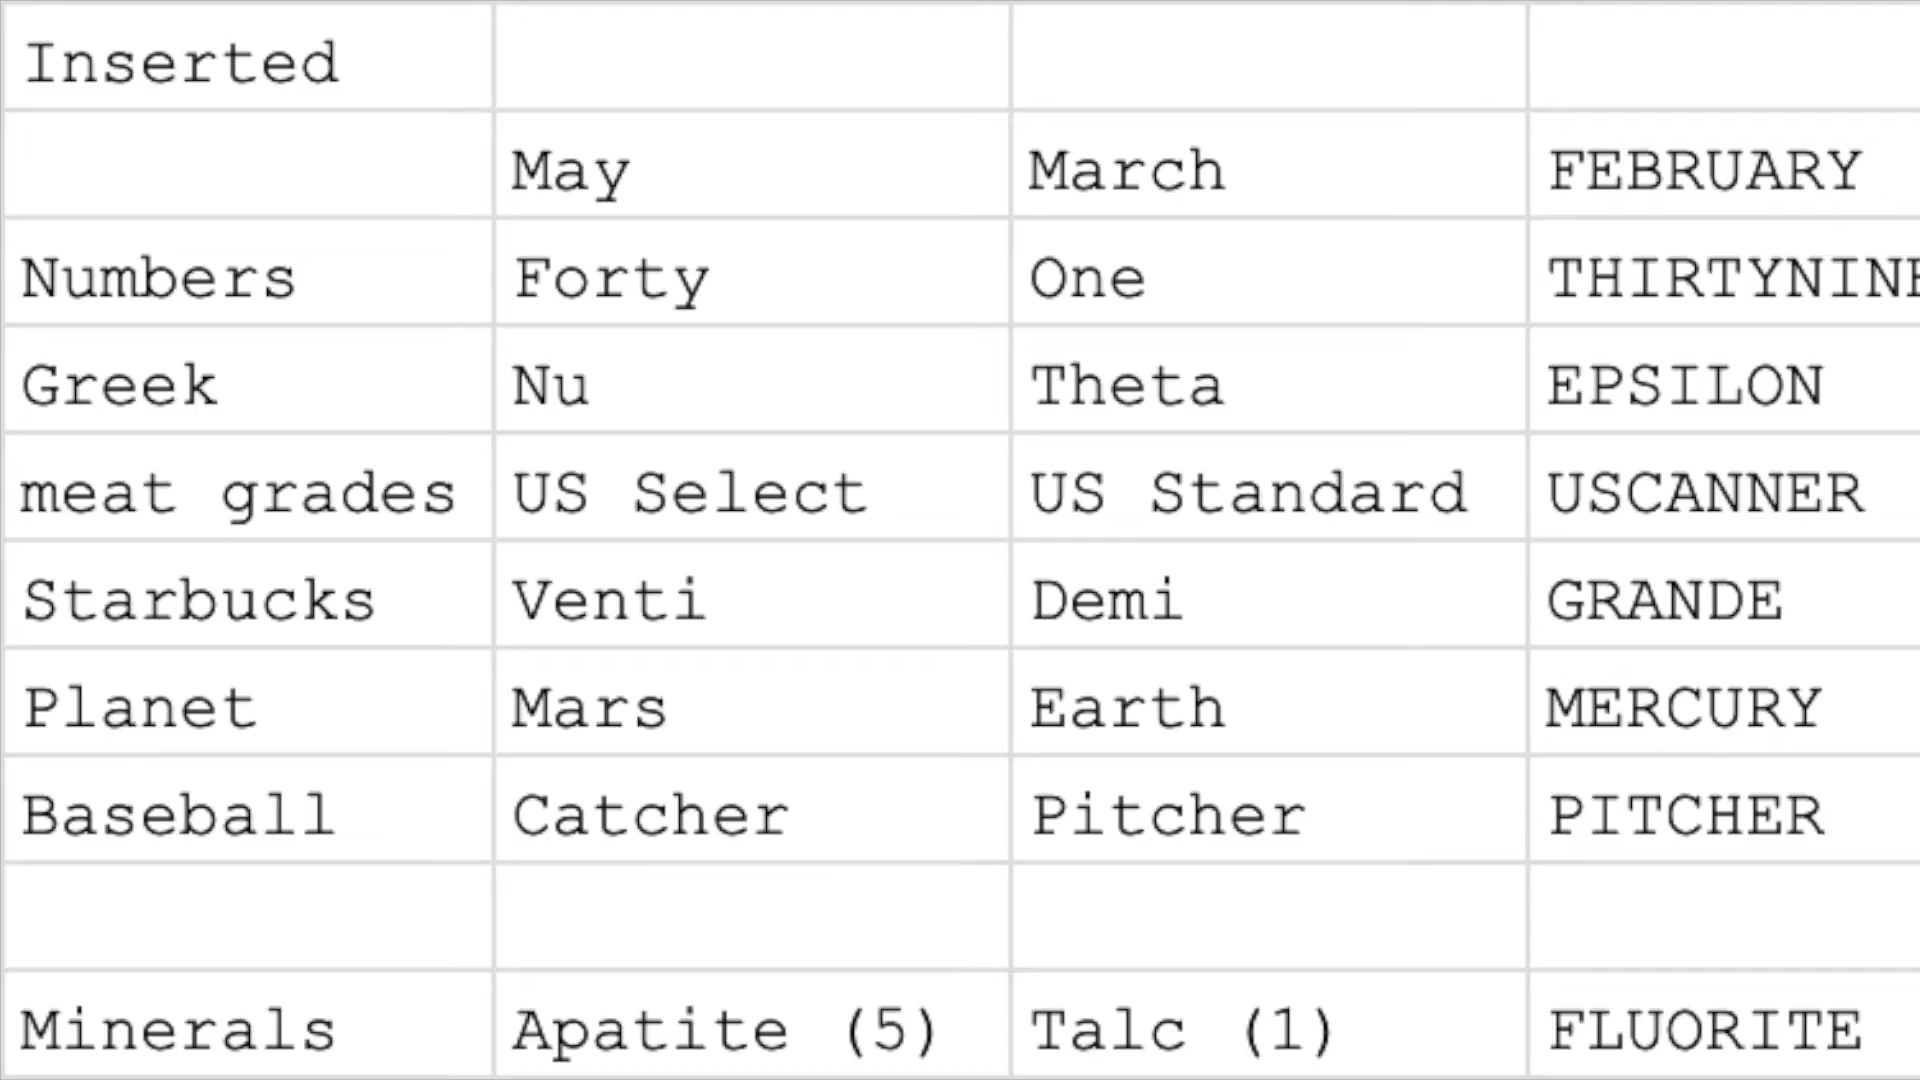 Inserted
May March FEBRUARY
Numbers Forty One THIRTYNINE
Greek Nu Theta EPSILON
meat grades US Select US Standard USCANNER
Starbucks Venti Demi GRANDE
Planet Mars Earth MERCURY
Baseball Catcher Pitcher PITCHER
Minerals Apatite (5) Talc (1) FLUORITE